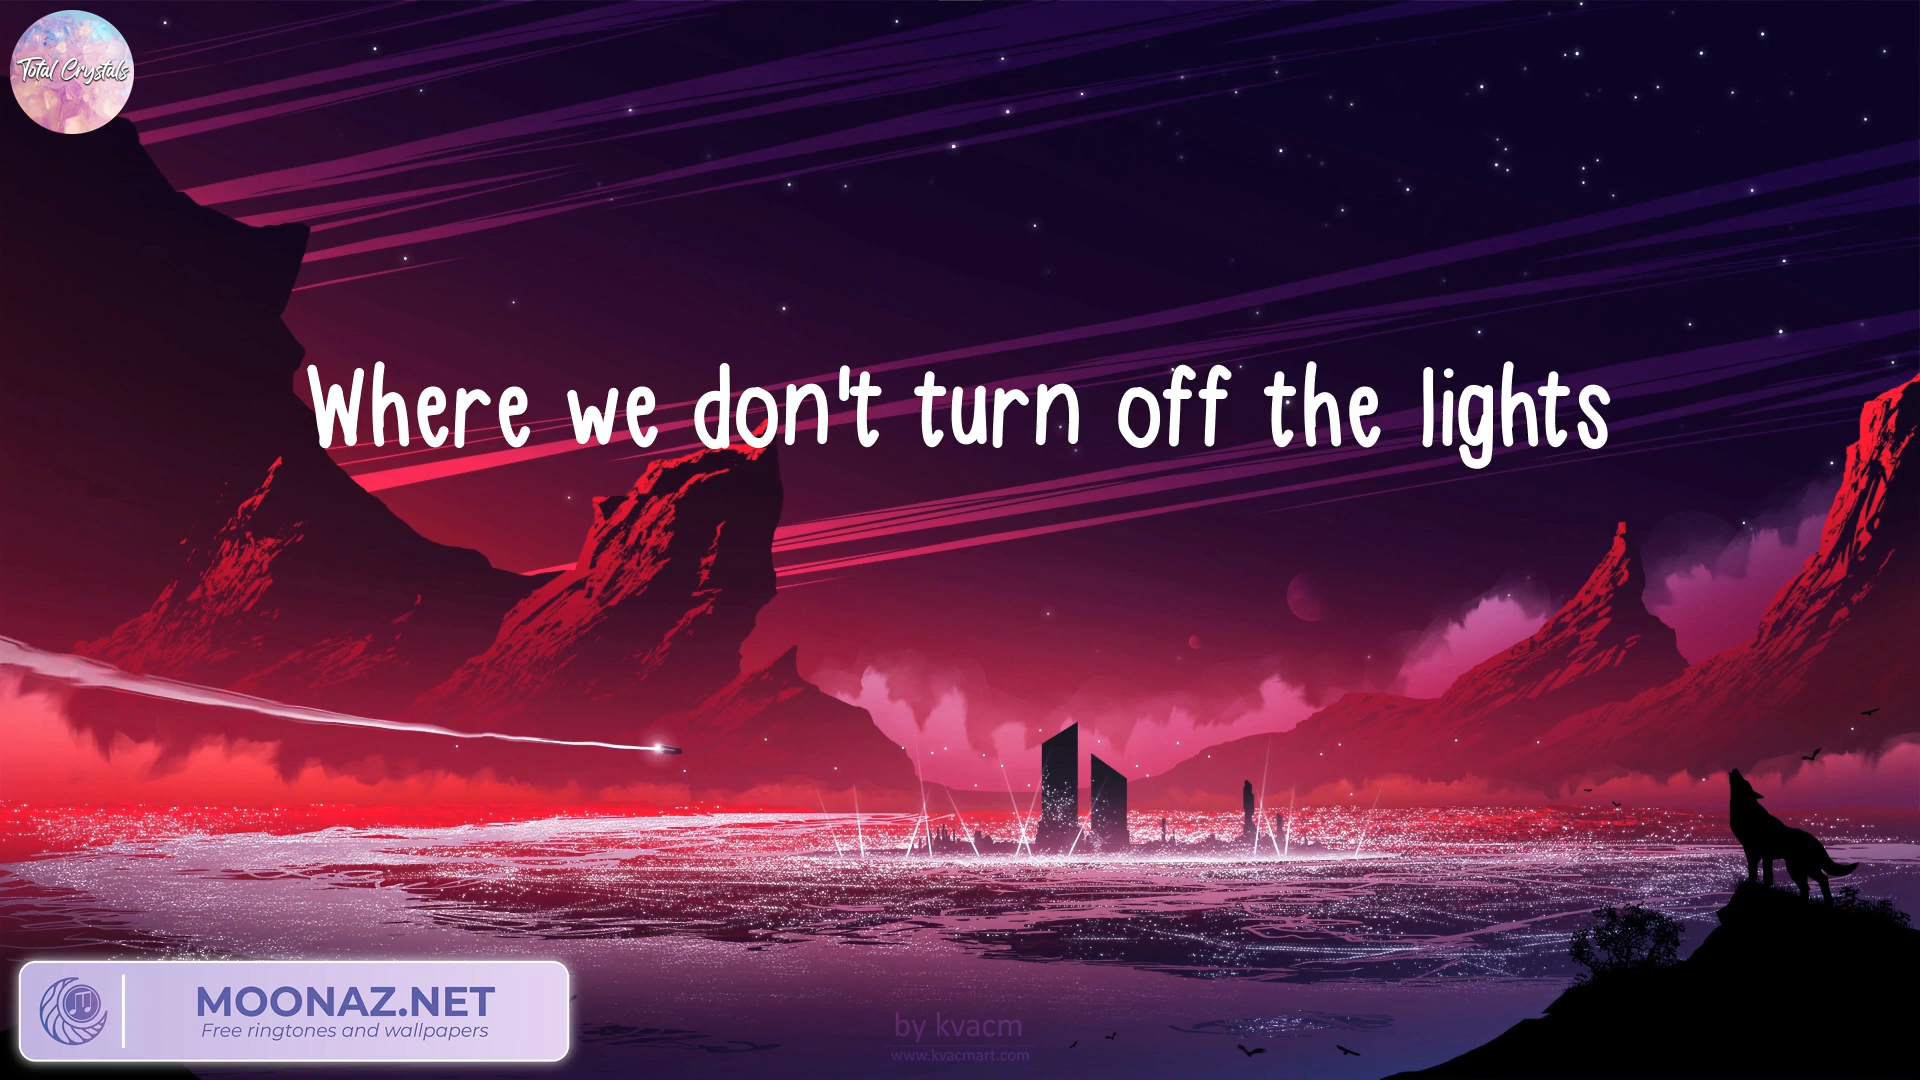 Total Crystals
Where we don't turn off the lights
MOONAZ.NET
Free ringtones and wallpapers
by kvacm
www.kvacmart.com